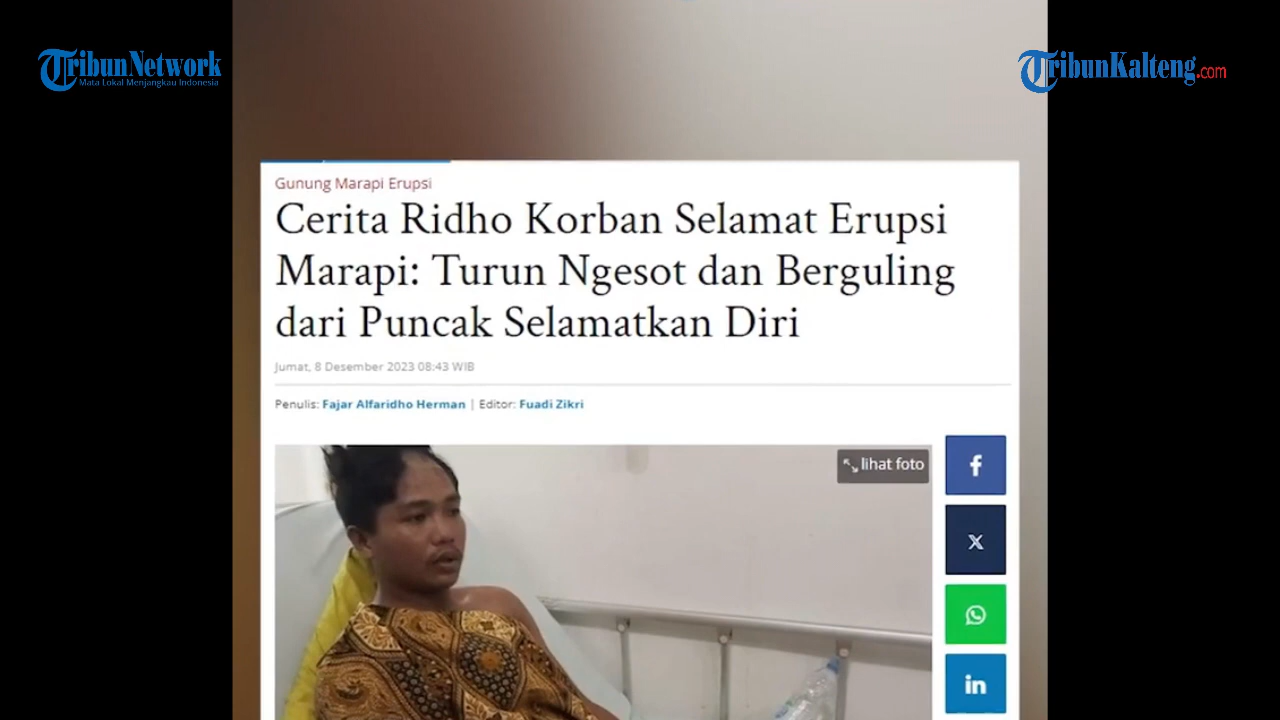 TribunNetwork
Mata Lokal Menjangkau Indonesia
TribunKalteng.com
Gunung Marapi Erupsi
Cerita Ridho Korban Selamat Erupsi
Marapi: Turun Ngesot dan Berguling
dari Puncak Selamatkan Diri
Jumat, 8 Desember 2023 08:43 WIB
Penulis: Fajar Alfaridho Herman | Editor: Fuadi Zikri
lihat foto